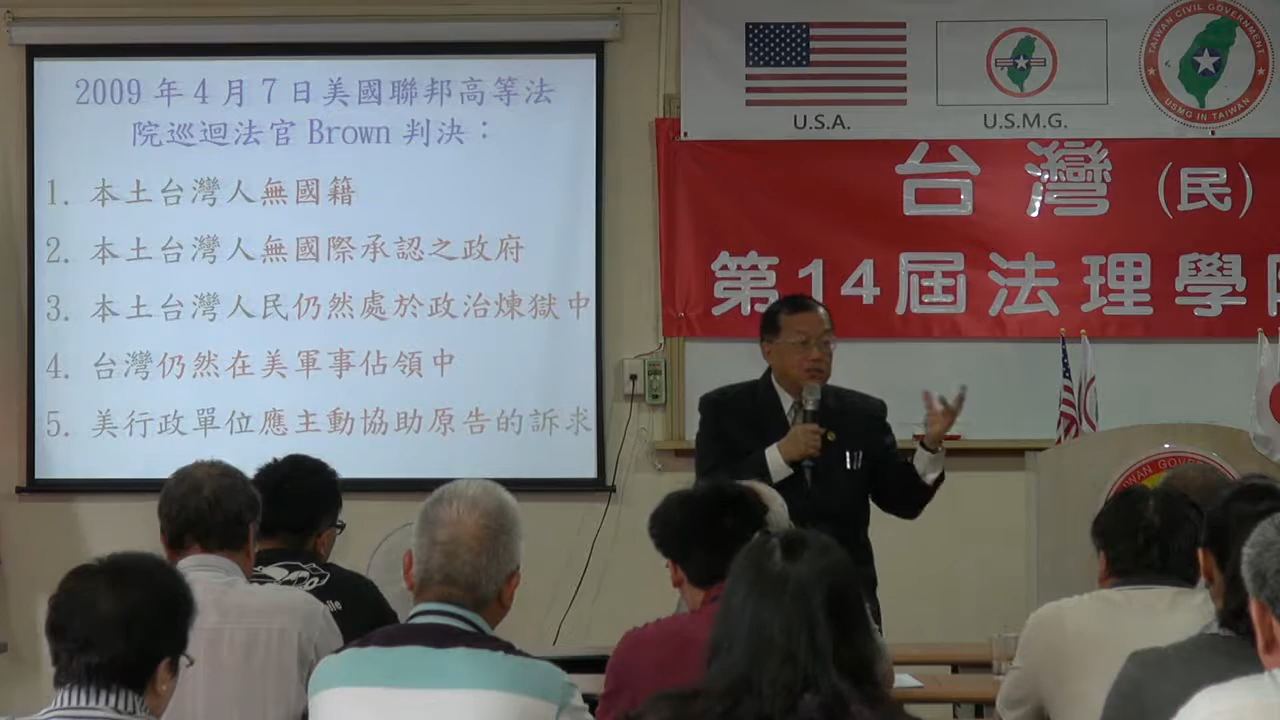 2009 年 4 月 7 日美國聯邦高等法
院巡迴法官 Brown 判決：
1. 本土台灣人無國籍
2. 本土台灣人無國際承認之政府
3. 本土台灣人民仍然處於政治煉獄中
4. 台灣仍然在美軍事佔領中
5. 美行政單位應主動協助原告的訴求
U.S.A.
U.S.M.G.
TAIWAN CIVIL GOVERNMENT
USMG IN TAIWAN
台灣(民)
第14屆法理學
WAN GOVER